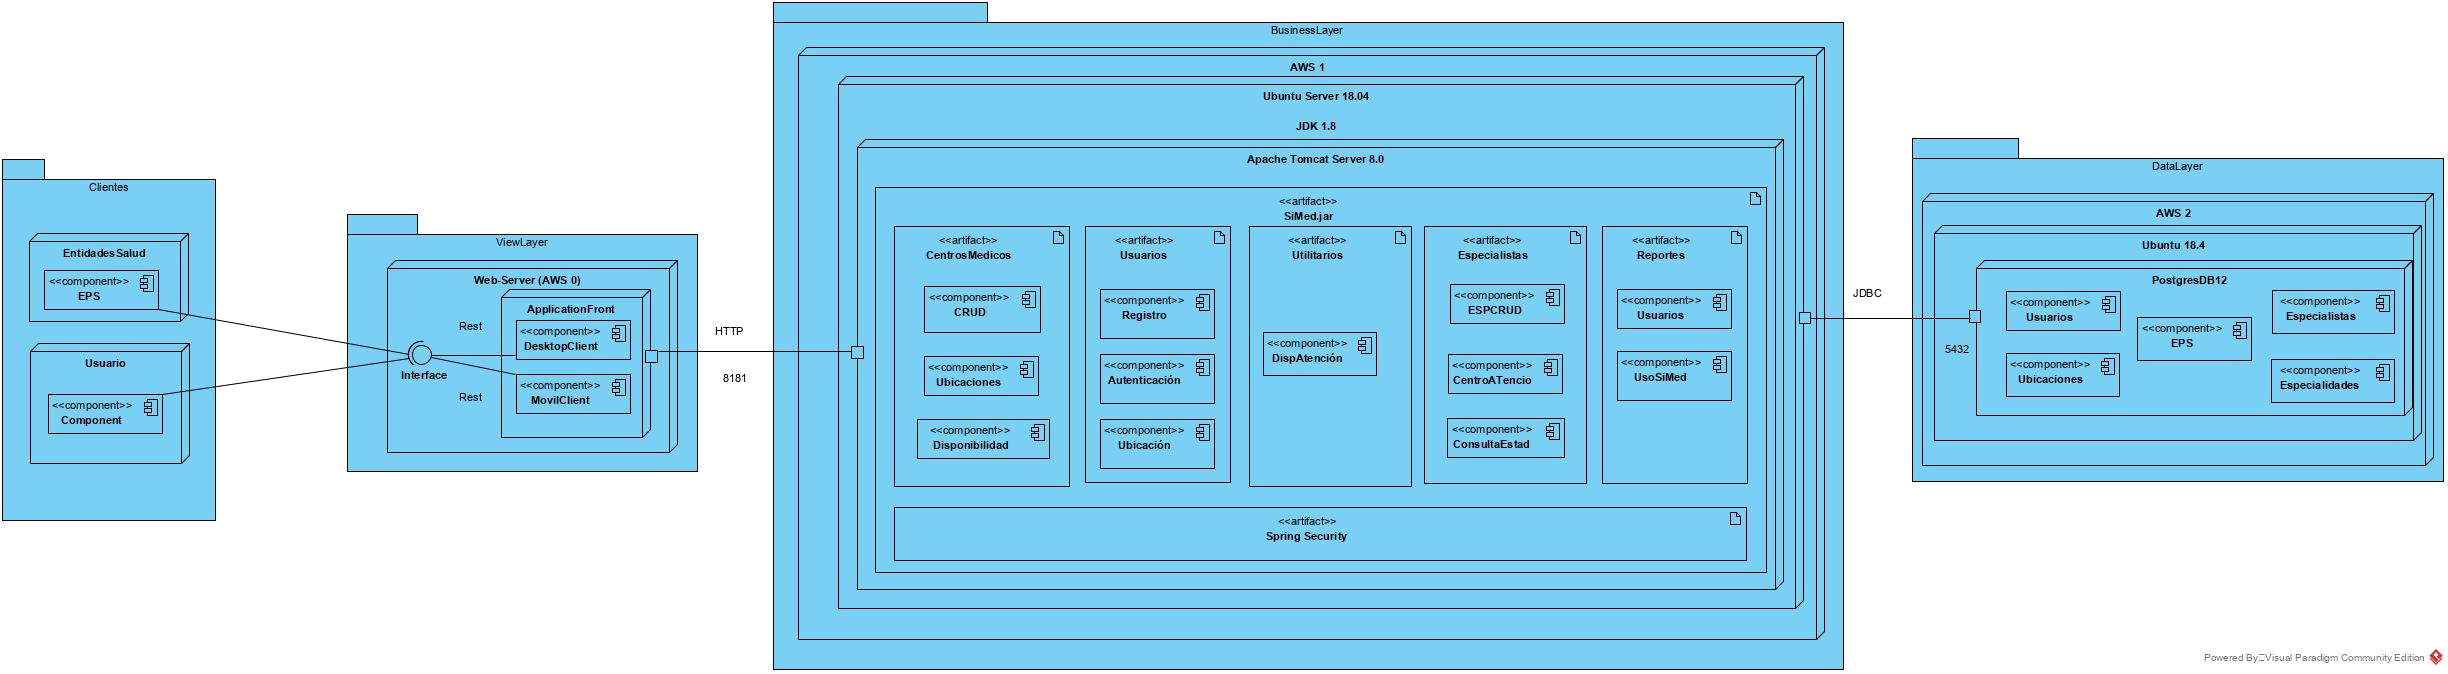 Clientes
EntidadesSalud
<<component>>
EPS
Usuario
<<component>>
Component
ViewLayer
Web-Server (AWS 0)
ApplicationFront
<<component>>
DesktopClient
<<component>>
MovilClient
Rest
Interface
Rest
HTTP
8181
BusinessLayer
AWS 1
Ubuntu Server 18.04
JDK 1.8
Apache Tomcat Server 8.0
<<artifact>>
SiMed.jar
<<artifact>>
CentrosMedicos
<<component>>
CRUD
<<component>>
Ubicaciones
<<component>>
Disponibilidad
<<artifact>>
Usuarios
<<component>>
Registro
<<component>>
Autenticación
<<component>>
Ubicación
<<artifact>>
Utilitarios
<<component>>
DispAtención
<<artifact>>
Especialistas
<<component>>
ESPCRUD
<<component>>
CentroATencio
<<component>>
ConsultaEstad
<<artifact>>
Reportes
<<component>>
Usuarios
<<component>>
UsoSiMed
<<artifact>>
Spring Security
JDBC
5432
DataLayer
AWS 2
Ubuntu 18.4
PostgresDB12
<<component>>
Usuarios
<<component>>
Ubicaciones
<<component>>
EPS
<<component>>
Especialistas
<<component>>
Especialidades
Powered By Visual Paradigm Community Edition